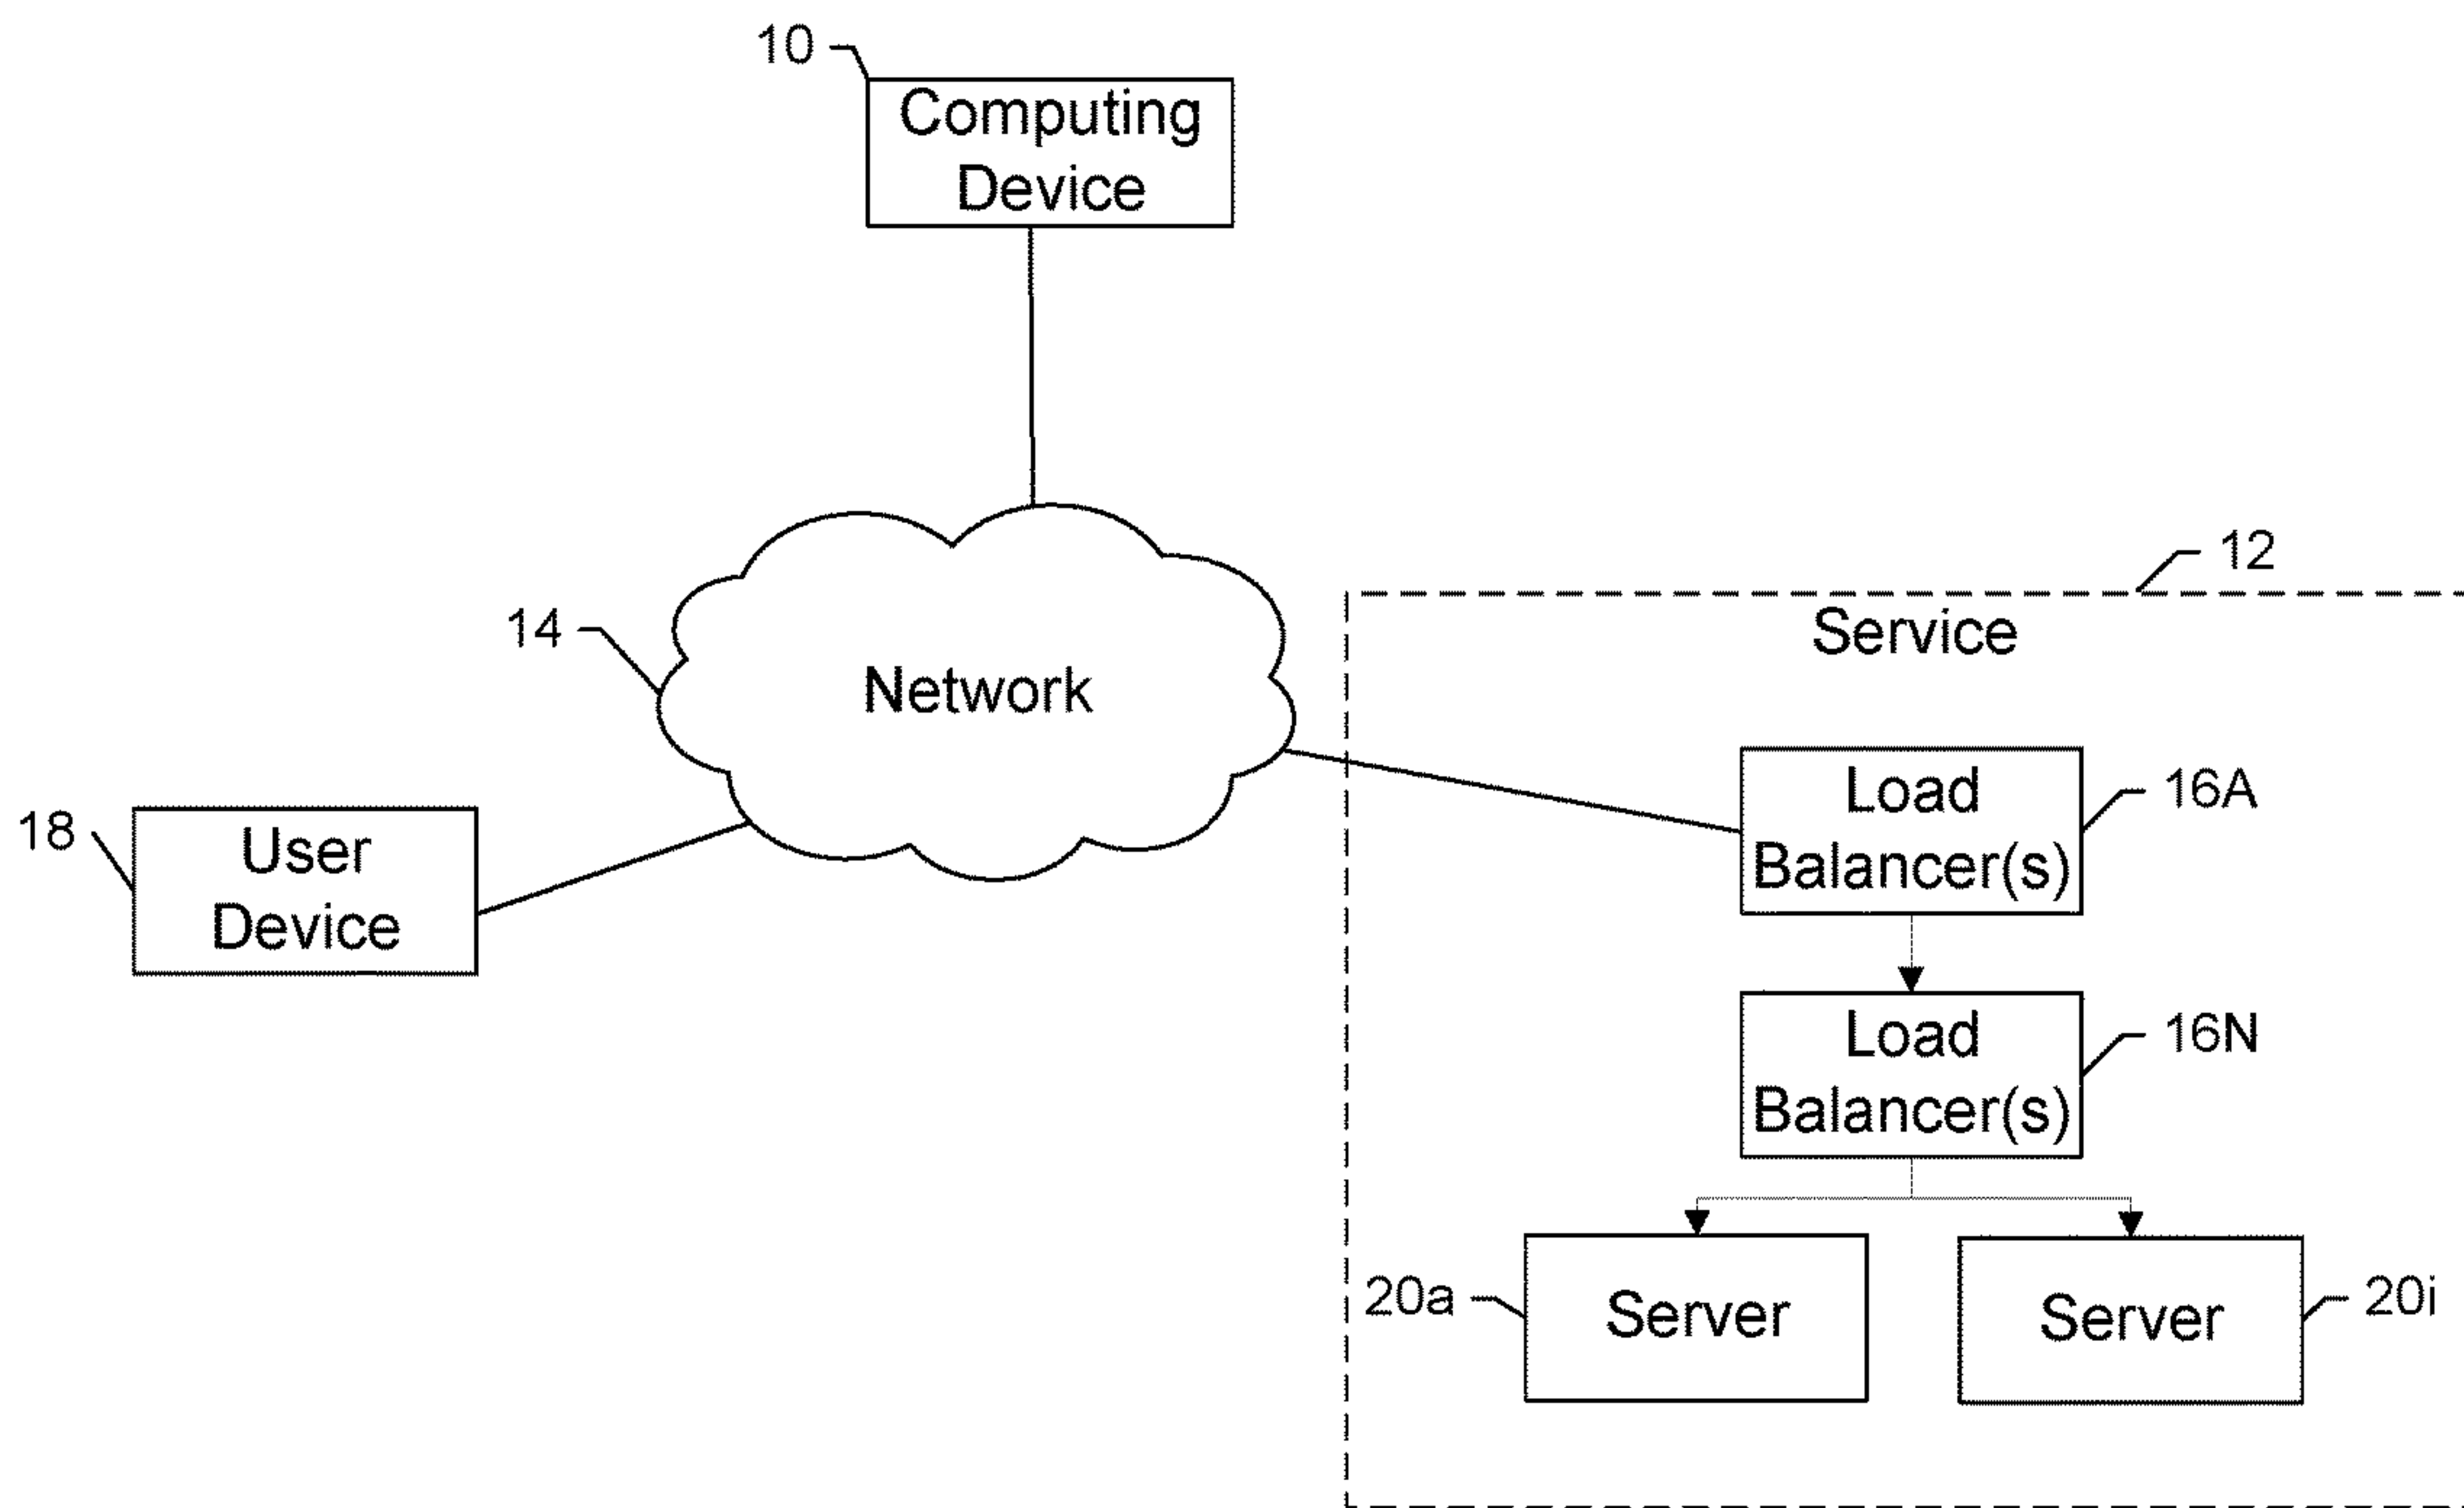 10
Computing
Device
12
Service
14
Network
Load
Balancer(s)
16A
18
User
Device
Load
Balancer(s)
16N
20a
Server
Server
20i